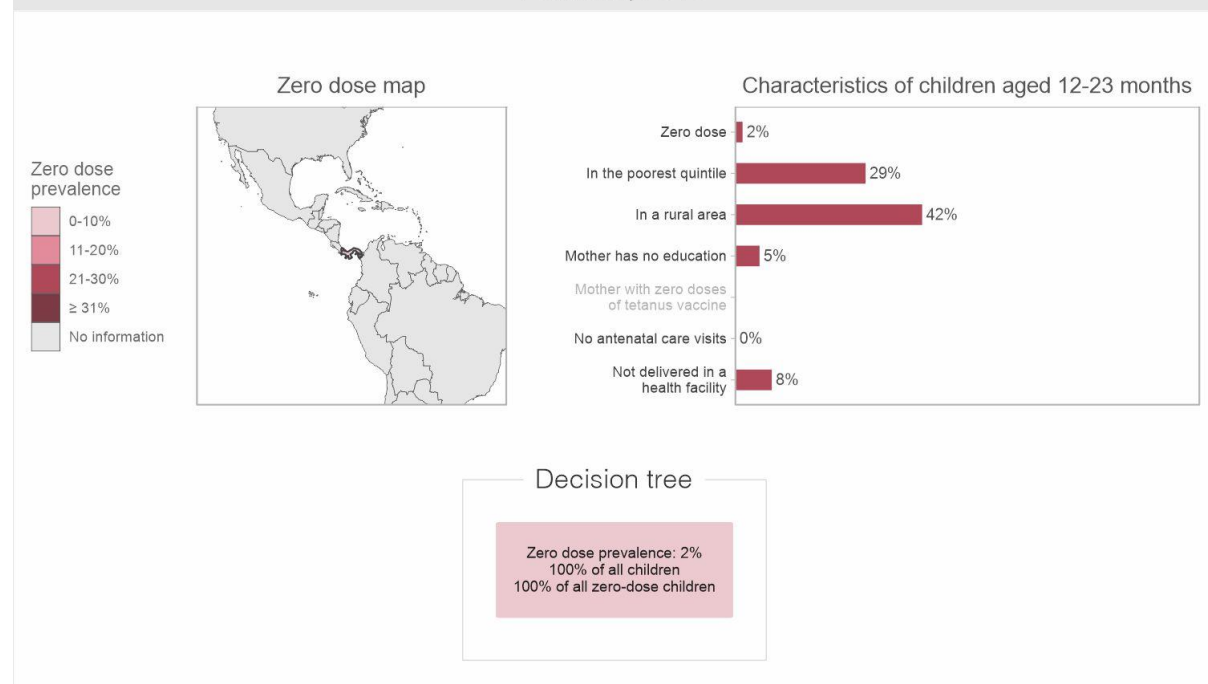 Zero dose map
Zero dose
prevalence
0-10%
11-20%
21-30%
≥ 31%
No information
Characteristics of children aged 12-23 months
Zero dose 2%
In the poorest quintile 29%
In a rural area 42%
Mother has no education 5%
Mother with zero doses
of tetanus vaccine
No antenatal care visits 0%
Not delivered in a
health facility 8%
Decision tree
Zero dose prevalence: 2%
100% of all children
100% of all zero-dose children